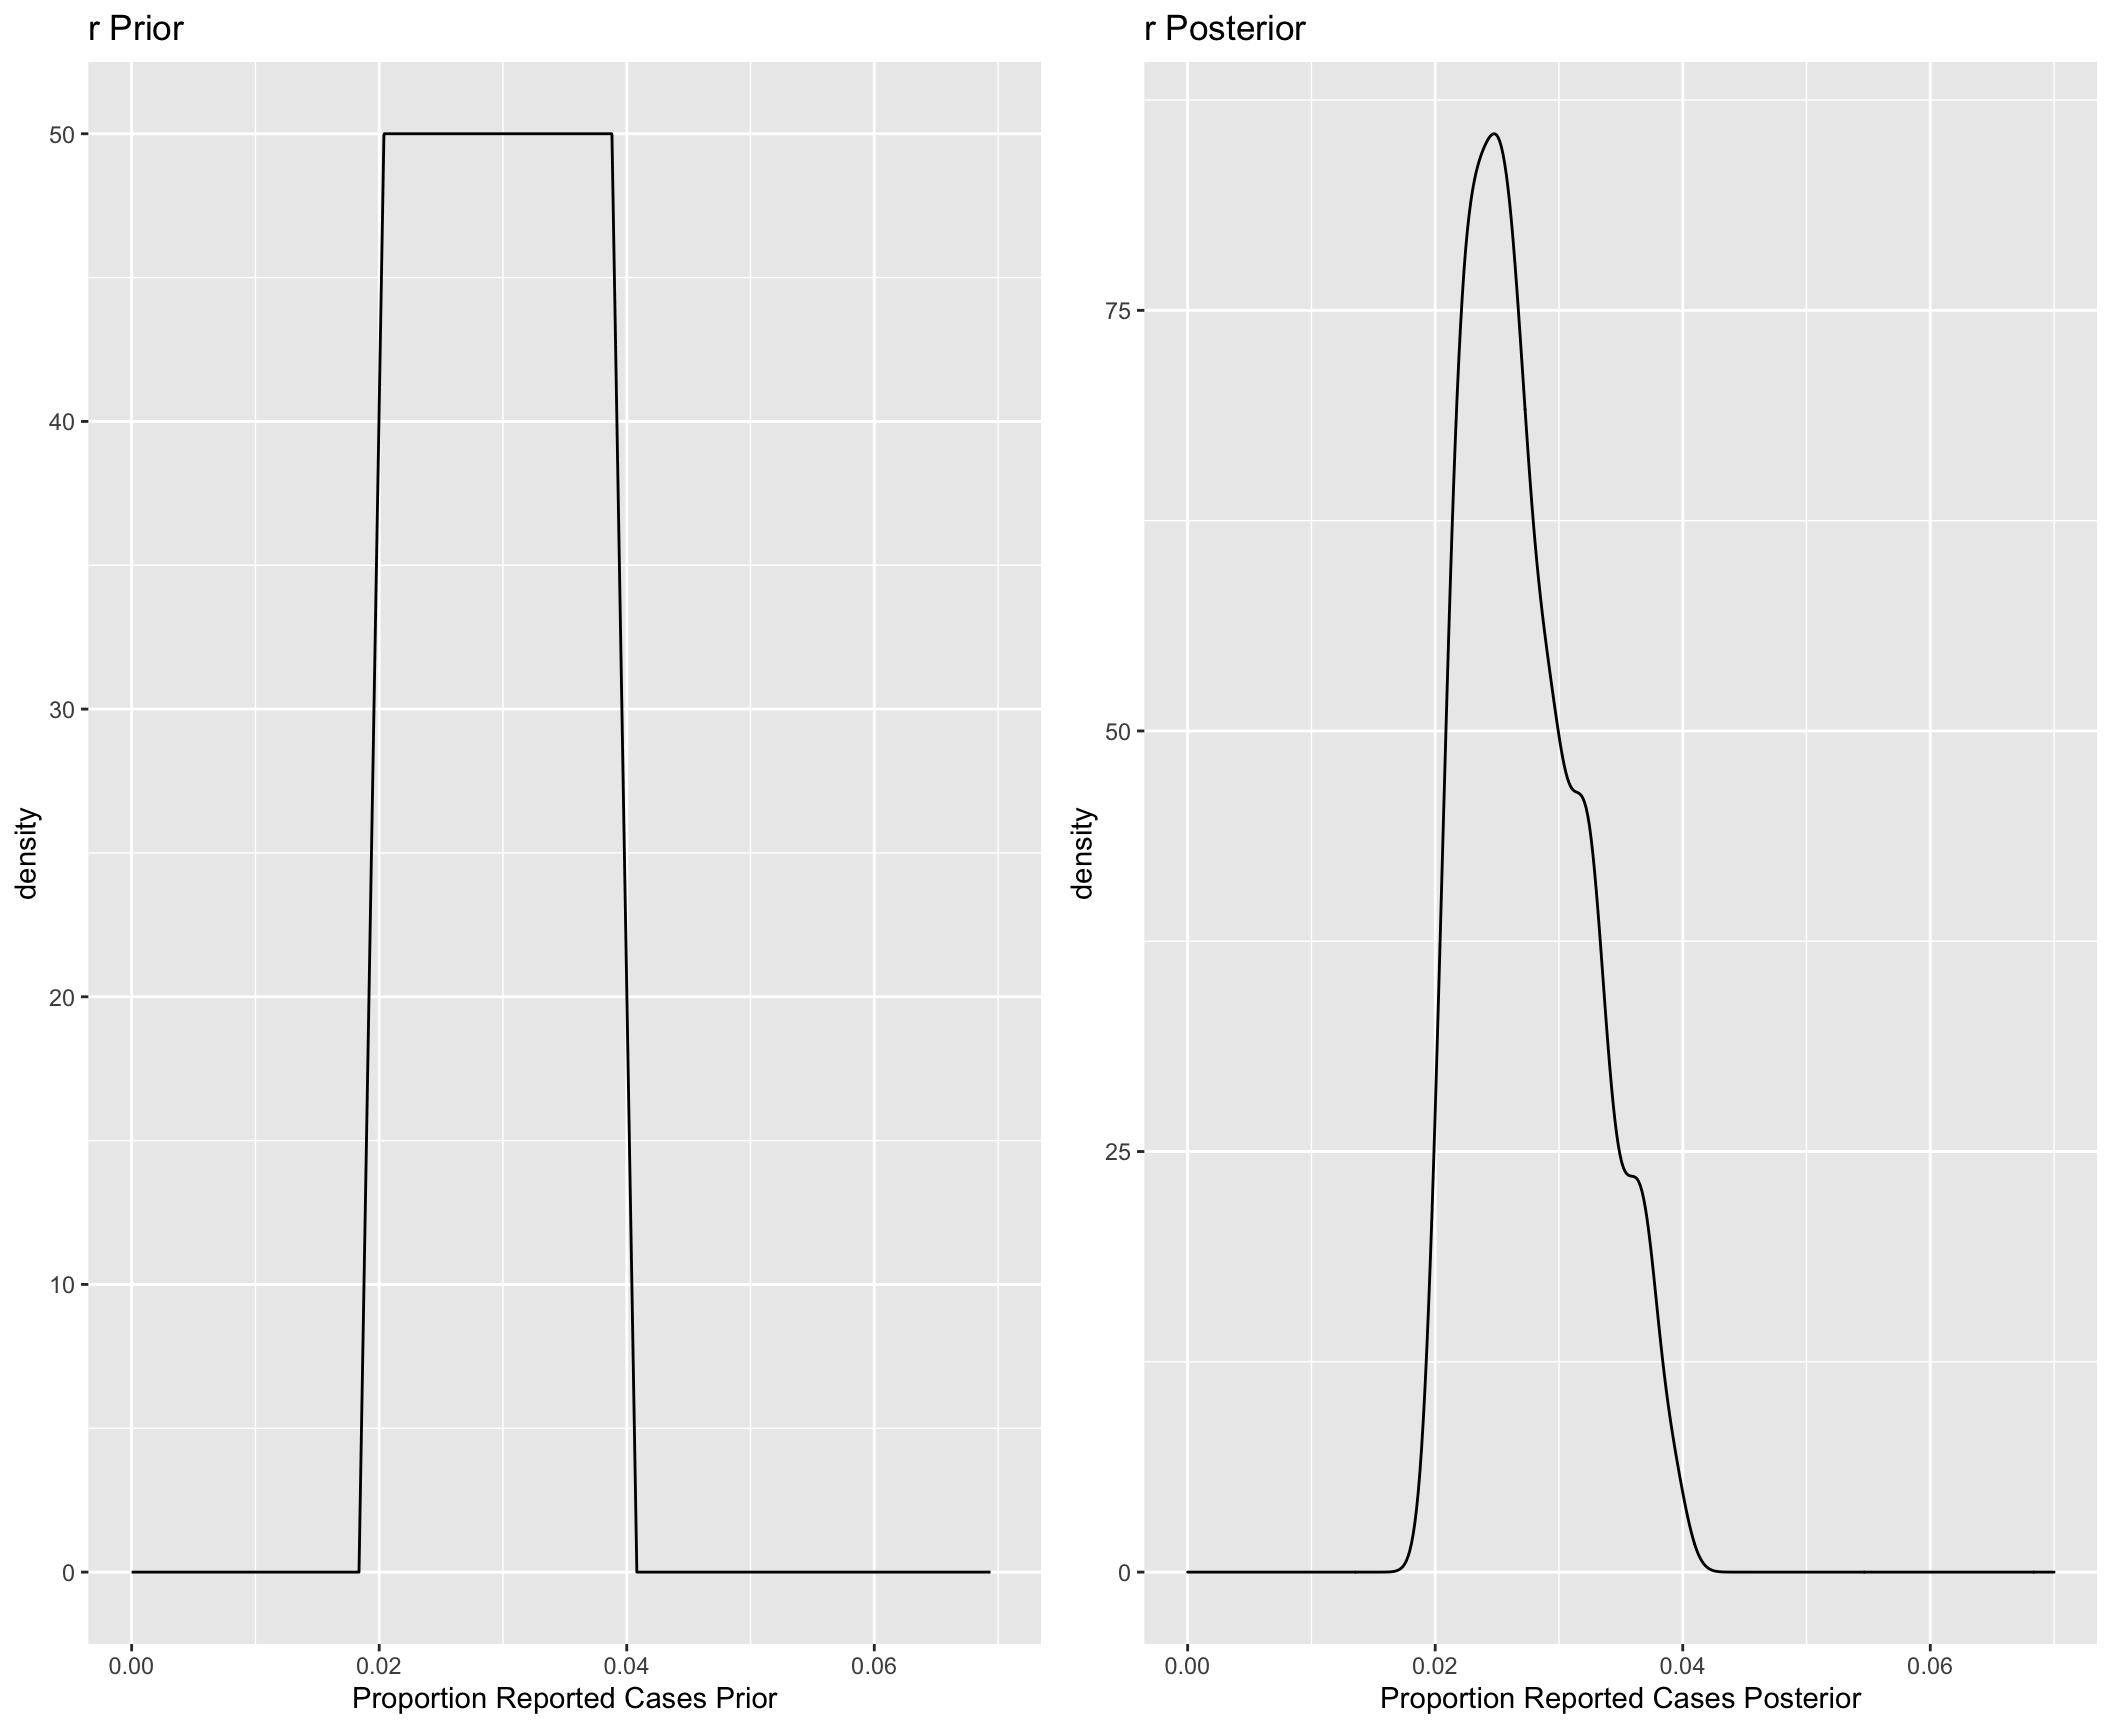 r Prior
50
40
30
20
10
0
density
0.00 0.02 0.04 0.06
Proportion Reported Cases Prior
r Posterior
75
50
25
0
density
0.00 0.02 0.04 0.06
Proportion Reported Cases Posterior